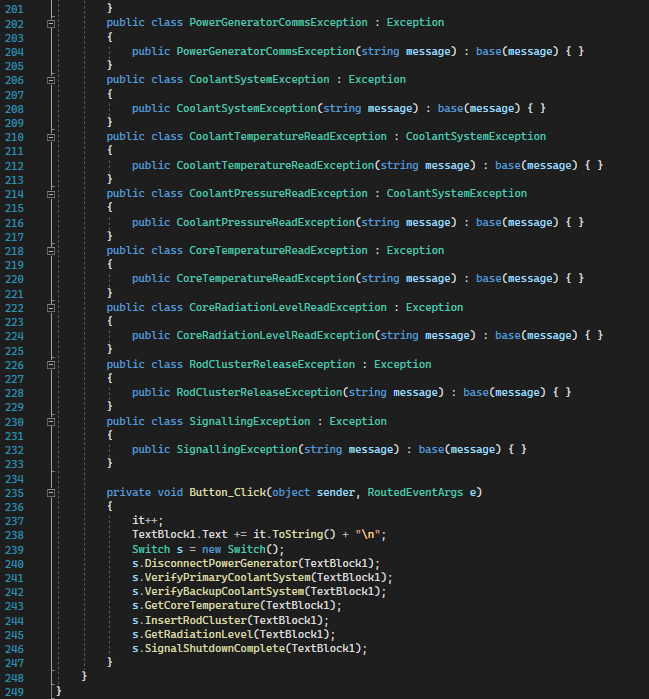 201 }
202 public class PowerGeneratorCommsException : Exception
203 {
204 public PowerGeneratorCommsException(string message) : base(message) { }
205 }
206 public class CoolantSystemException : Exception
207 {
208 public CoolantSystemException(string message) : base(message) { }
209 }
210 public class CoolantTemperatureReadException : CoolantSystemException
211 {
212 public CoolantTemperatureReadException(string message) : base(message) { }
213 }
214 public class CoolantPressureReadException : CoolantSystemException
215 {
216 public CoolantPressureReadException(string message) : base(message) { }
217 }
218 public class CoreTemperatureReadException : Exception
219 {
220 public CoreTemperatureReadException(string message) : base(message) { }
221 }
222 public class CoreRadiationLevelReadException : Exception
223 {
224 public CoreRadiationLevelReadException(string message) : base(message) { }
225 }
226 public class RodClusterReleaseException : Exception
227 {
228 public RodClusterReleaseException(string message) : base(message) { }
229 }
230 public class SignallingException : Exception
231 {
232 public SignallingException(string message) : base(message) { }
233 }
234
235 private void Button_Click(object sender, RoutedEventArgs e)
236 {
237 it++;
238 TextBlock1.Text += it.ToString() + "\n";
239 Switch s = new Switch();
240 s.DisconnectPowerGenerator(TextBlock1);
241 s.VerifyPrimaryCoolantSystem(TextBlock1);
242 s.VerifyBackupCoolantSystem(TextBlock1);
243 s.GetCoreTemperature(TextBlock1);
244 s.InsertRodCluster(TextBlock1);
245 s.GetRadiationLevel(TextBlock1);
246 s.SignalShutdownComplete(TextBlock1);
247 }
248 }
249 }